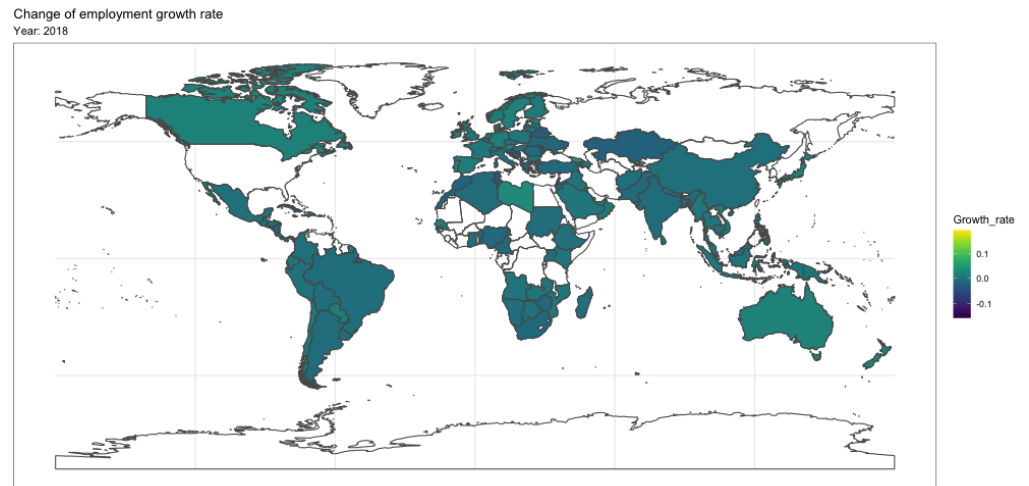 Change of employment growth rate
Year: 2018
Growth_rate
0.1
0.0
-0.1